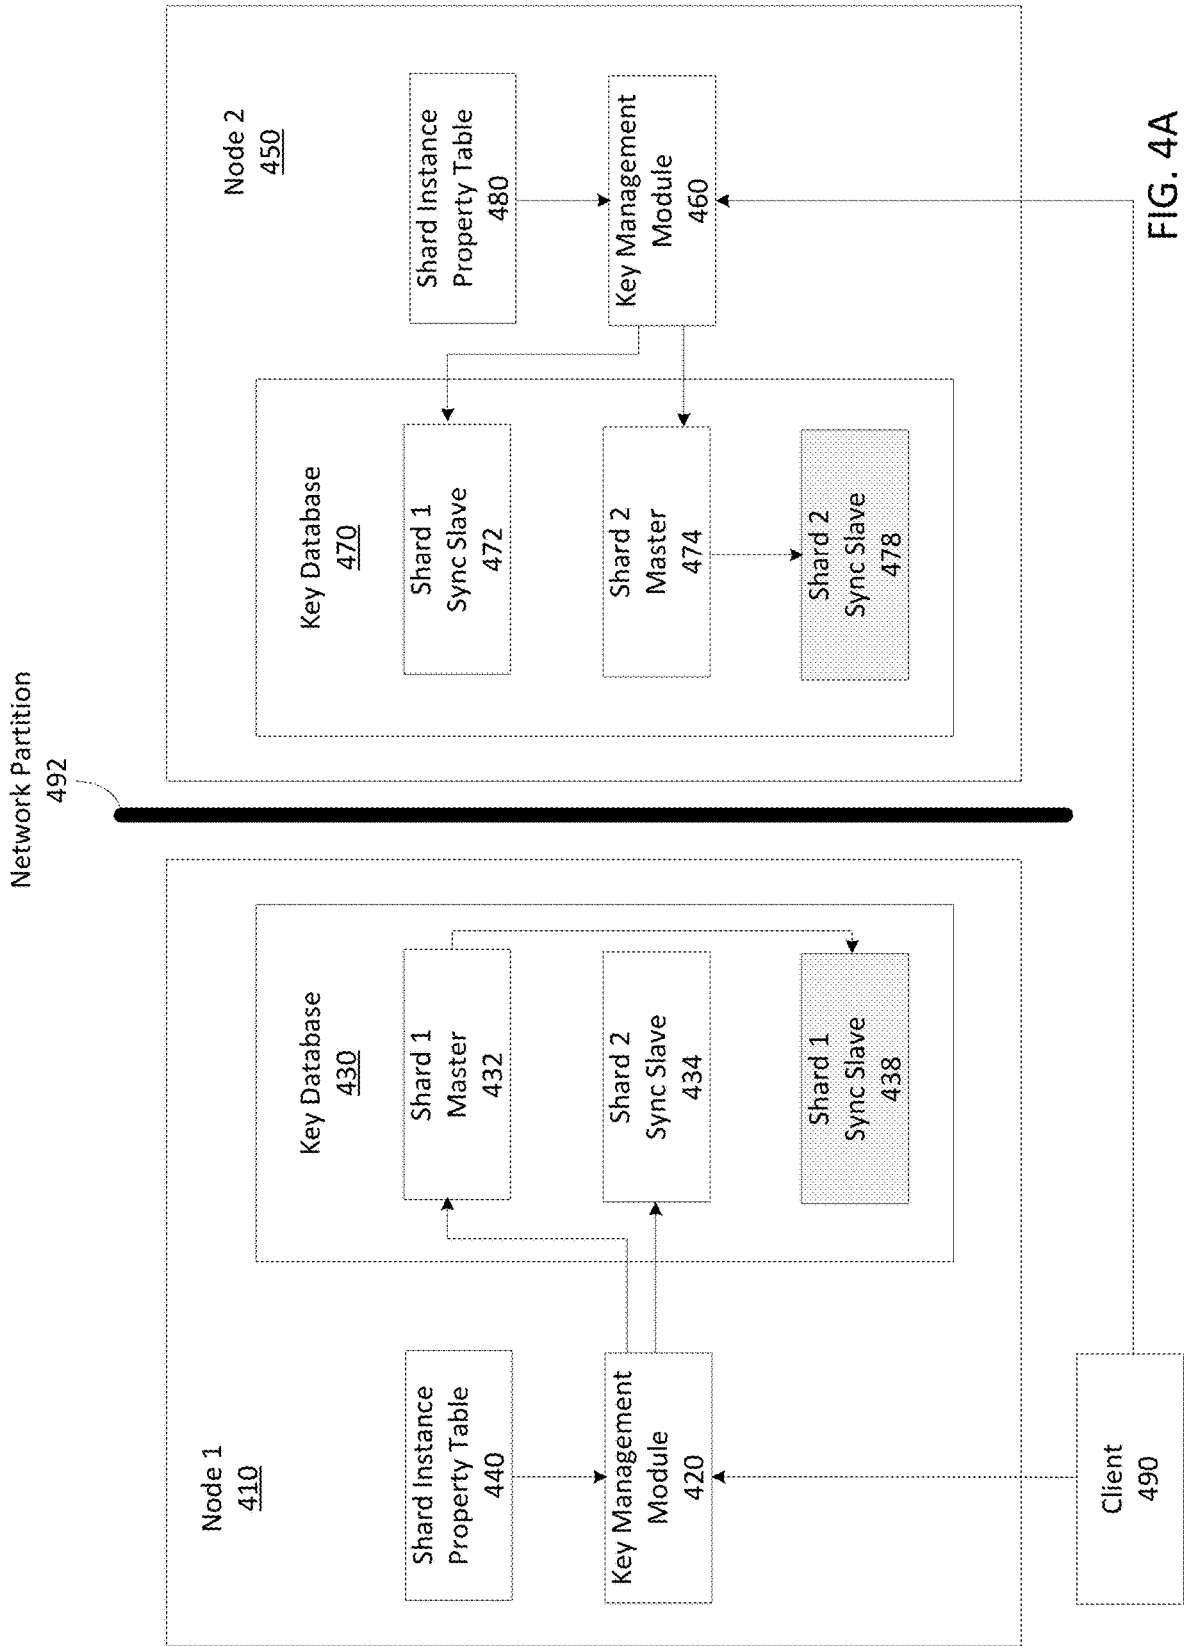 Network Partition
492
Node 1
410
Shard Instance
Property Table
440
Key Management
Module
420
Key Database
430
Shard 1
Master
432
Shard 2
Sync Slave
434
Shard 1
Sync Slave
438
Node 2
450
Key Database
470
Shard 1
Sync Slave
472
Shard 2
Master
474
Shard 2
Sync Slave
478
Shard Instance
Property Table
480
Key Management
Module
460
Client
490
FIG. 4A